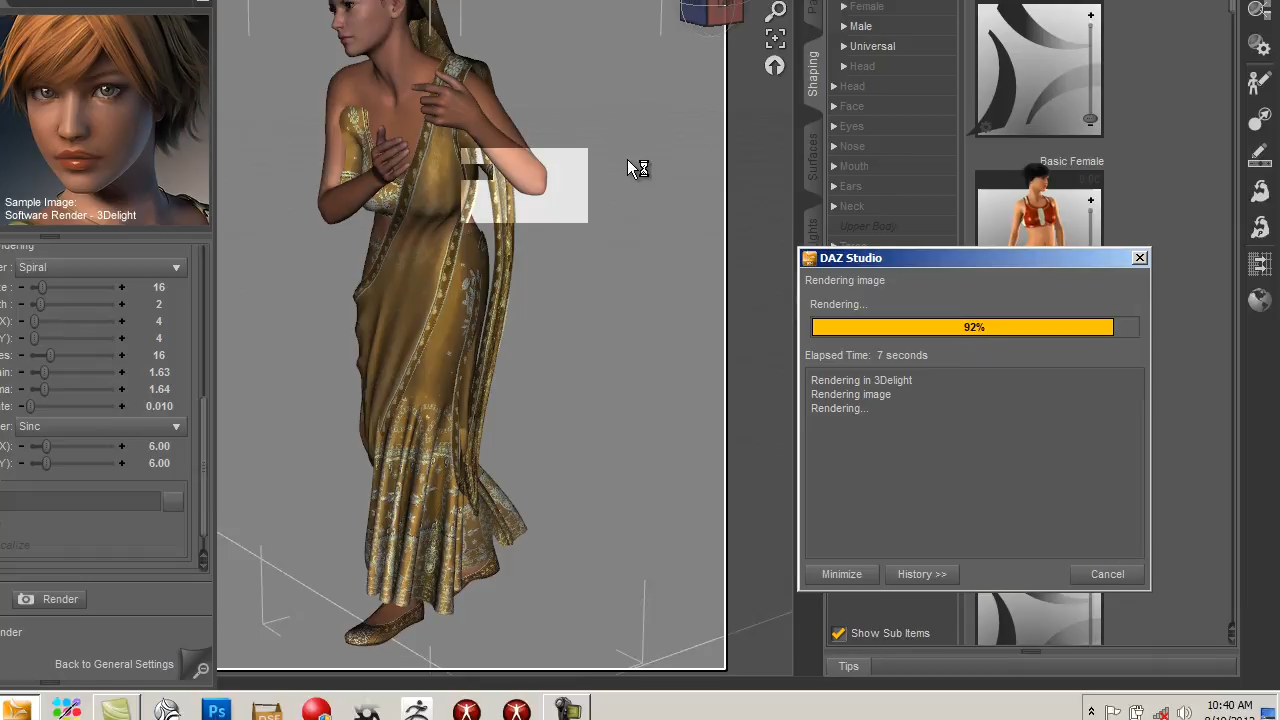 Female
Male
Universal
Head
Head
Face
Eyes
Nose
Mouth
Ears
Neck
Upper Body
Shaping
Surfaces
Basic Female
Sample Image:
Software Render - 3Delight
Spiral
16
2
4
4
16
1.63
1.64
0.010
Sinc
6.00
6.00
Render
Back to General Settings
DAZ Studio
Rendering image
Rendering...
92%
Elapsed Time: 7 seconds
Rendering in 3Delight
Rendering image
Rendering...
Minimize
History >>
Cancel
Show Sub Items
Tips
Ps
10:40 AM